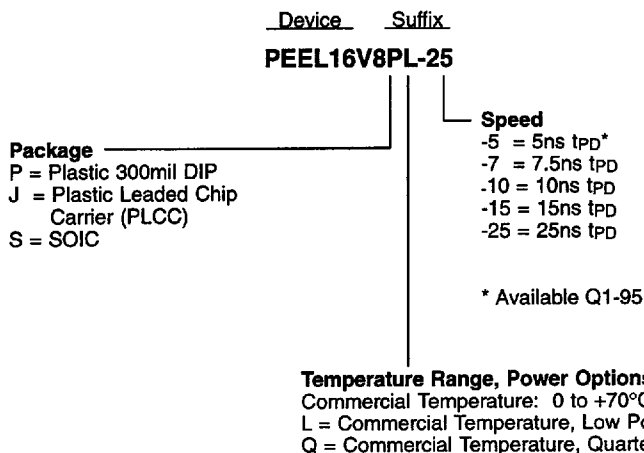 Device Suffix
PEEL16V8PL-25
Package
P = Plastic 300mil DIP
J = Plastic Leaded Chip
Carrier (PLCC)
S = SOIC
Speed
-5 = 5ns tPD*
-7 = 7.5ns tPD
-10 = 10ns tPD
-15 = 15ns tPD
-25 = 25ns tPD
* Available Q1-95
Temperature Range, Power Options
Commercial Temperature: 0 to +70°C
L = Commercial Temperature, Low
Q = Commercial Temperature,